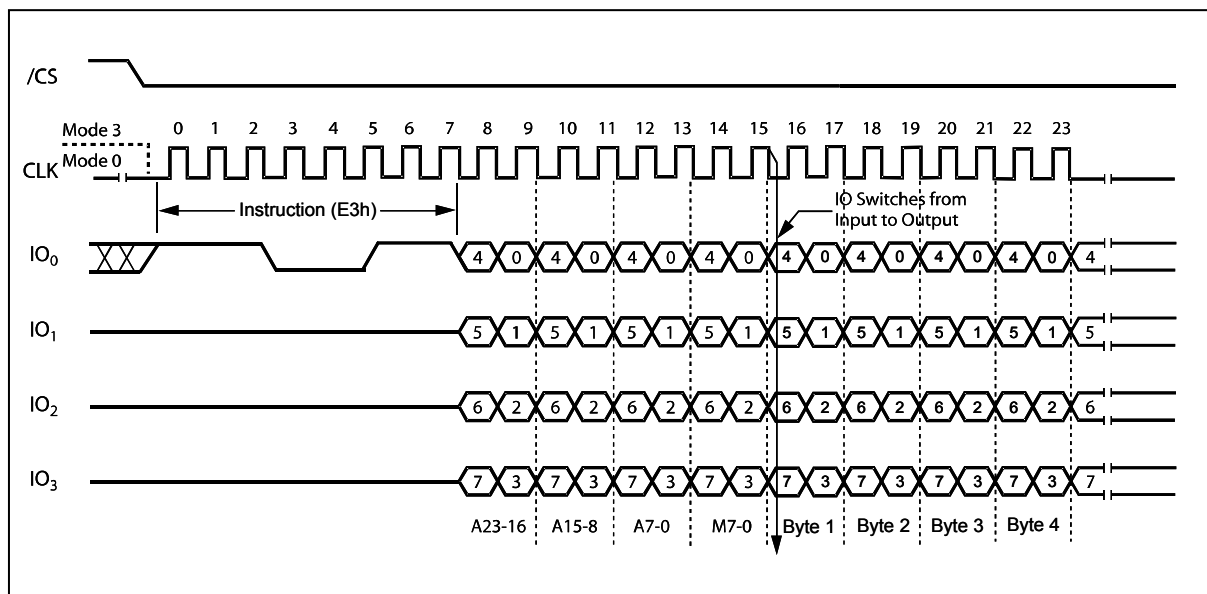 /CS
Mode 3
0 1 2 3 4 5 6 7 8 9 10 11 12 13 14 15 16 17 18 19 20 21 22 23
Mode 0
CLK
Instruction (E3h)
IO Switches from
Input to Output
IO0
4 0 4 0 4 0 4 0 4 0 4 0 4 0 4 0 4
IO1
5 1 5 1 5 1 5 1 5 1 5 1 5 1 5 1 5
IO2
6 2 6 2 6 2 6 2 6 2 6 2 6 2 6 2 6
IO3
7 3 7 3 7 3 7 3 7 3 7 3 7 3 7 3 7
A23-16 A15-8 A7-0 M7-0 Byte 1 Byte 2 Byte 3 Byte 4